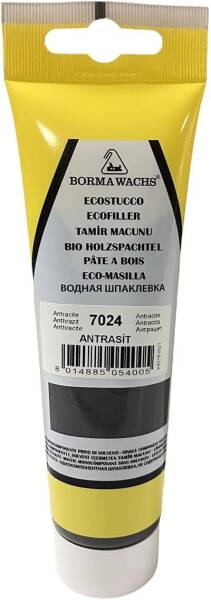 BORMA WACHS®
ECOSTUCCO
ECOFILLER
TAMİR MACUNU
BIO HOLZSPACHTEL
PÂTE A BOIS
ECO-MASILLA
ВОДНАЯ ШПАКЛЕВКА
Antracite
Anthrazit
Anthracite
7024
Antracite
Antracita
Антрацит
ANTRASİT
8 014885 054005